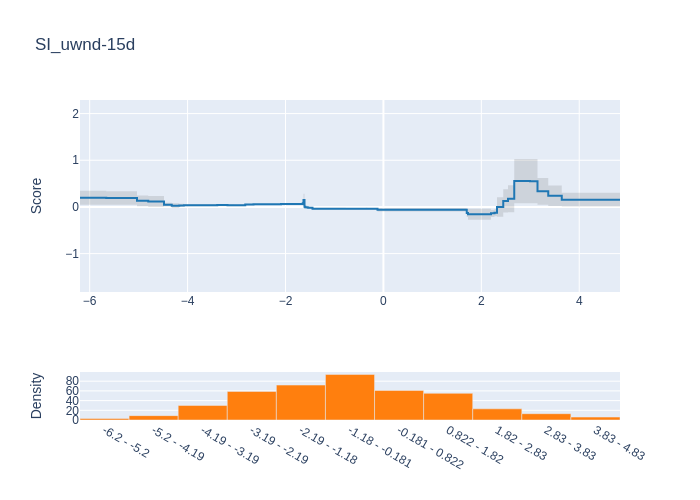 SI_uwnd-15d
Score
2
1
0
−1
−6
−4
−2
0
2
4
Density
80
60
40
20
0
-6.2 - -5.2
-5.2 - -4.19
-4.19 - -3.19
-3.19 - -2.19
-2.19 - -1.18
-1.18 - -0.181
-0.181 - 0.822
0.822 - 1.82
1.82 - 2.83
2.83 - 3.83
3.83 - 4.83